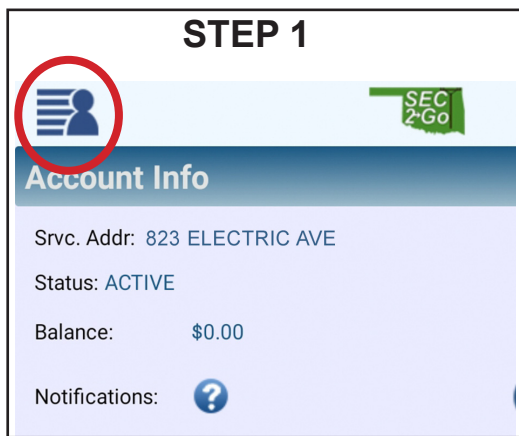 STEP 1
SEC
2•Go
Account Info
Srvc. Addr: 823 ELECTRIC AVE
Status: ACTIVE
Balance: $0.00
Notifications: ?